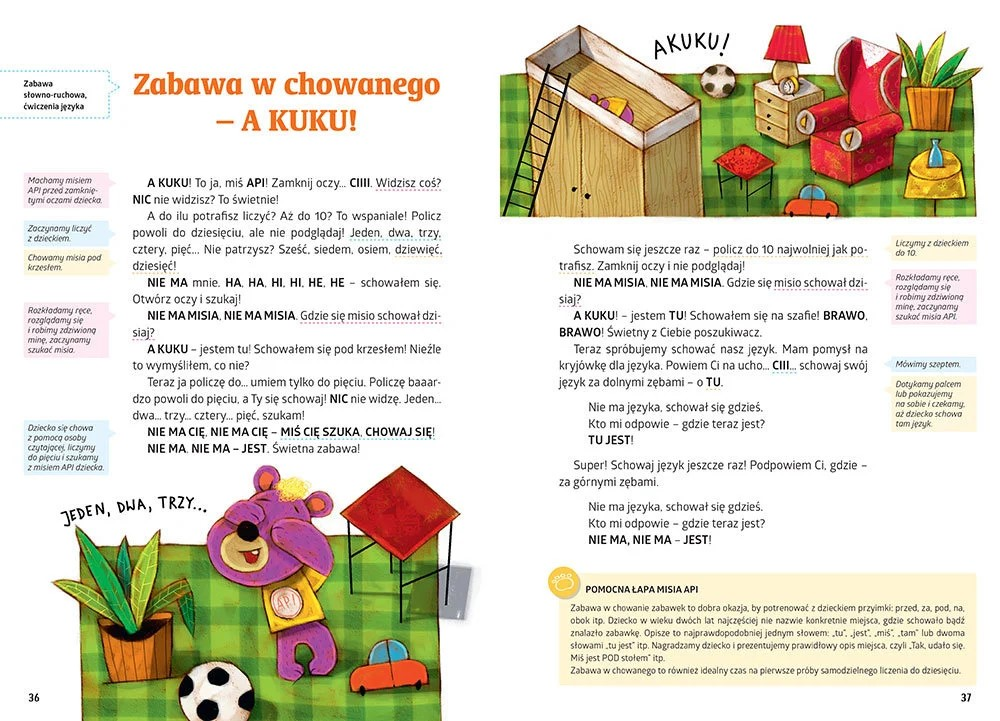 Zabawa
słowno-ruchowa,
ćwiczenia języka
Zabawa w chowanego
– A KUKU!
Machamy misiem
API przed zamknię-
tymi oczami dziecka.
Zaczynamy liczyć
z dzieckiem.
Chowamy misia pod
krzesłem.
Rozkładamy ręce,
rozglądamy się
i robimy zdziwioną
minę, zaczynamy
szukać misia.
Dziecko się chowa
z pomocą osoby
czytającej, liczymy
do pięciu i szukamy
z misiem API dziecka.
A KUKU! To ja, miś API! Zamknij oczy... CIIII. Widzisz coś?
NIC nie widzisz? To świetnie!
A do ilu potrafisz liczyć? Aż do 10? To wspaniale! Policz
powoli do dziesięciu, ale nie podglądaj! Jeden, dwa, trzy,
cztery, pięć... Nie patrzysz? Sześć, siedem, osiem, dziewięć,
dziesięć!
NIE MA mnie. HA, HA, HI, HI, HE, HE – schowałem się.
Otwórz oczy i szukaj!
NIE MA MISIA, NIE MA MISIA. Gdzie się misio schował dzi-
siaj?
A KUKU – jestem tu! Schowałem się pod krzesłem! Nieźle
to wymyśliłem, co nie?
Teraz ja policzę do... umiem tylko do pięciu. Policzę baaar-
dzo powoli do pięciu, a Ty się schowaj! NIC nie widzę. Jeden...
dwa... trzy... cztery... pięć, szukam!
NIE MA CIĘ, NIE MA CIĘ – MIŚ CIĘ SZUKA, CHOWAJ SIĘ!
NIE MA, NIE MA – JEST. Świetna zabawa!
JEDEN, DWA, TRZY...
API
36
AKUKU!
Schowam się jeszcze raz – policz do 10 najwolniej jak po-
trafisz. Zamknij oczy i nie podglądaj!
NIE MA MISIA, NIE MA MISIA. Gdzie się misio schował dzi-
siaj?
A KUKU! – jestem TU! Schowałem się na szafie! BRAWO,
BRAWO! Świetny z Ciebie poszukiwacz.
Teraz spróbujemy schować nasz język. Mam pomysł na
kryjówkę dla języka. Powiem Ci na ucho... CIII... schowaj swój
język za dolnymi zębami – o TU.
Nie ma języka, schował się gdzieś.
Kto mi odpowie – gdzie teraz jest?
TU JEST!
Super! Schowaj język jeszcze raz! Podpowiem Ci, gdzie –
za górnymi zębami.
Nie ma języka, schował się gdzieś.
Kto mi odpowie – gdzie teraz jest?
NIE MA, NIE MA – JEST!
Liczymy z dzieckiem
do 10.
Rozkładamy ręce,
rozglądamy się
i robimy zdziwioną
minę, zaczynamy
szukać misia API.
Mówimy szeptem.
Dotykamy palcem
lub pokazujemy
na sobie i czekamy,
aż dziecko schowa
tam język.
POMOCNA ŁAPA MISIA API
Zabawa w chowanie zabawek to dobra okazja, by potrenować z dzieckiem przyimki: przed, za, pod, na,
obok itp. Dziecko w wieku dwóch lat najczęściej nie nazwie konkretnie miejsca, gdzie schowało bądź
znalazło zabawkę. Opisze to najprawdopodobniej jednym słowem: „tu”, „jest”, „miś”, „tam” lub dwoma
słowami „tu jest” itp. Nagradzamy dziecko i prezentujemy prawidłowy opis miejsca, czyli „Tak, udało się.
Miś jest POD stołem” itp.
Zabawa w chowanego to również idealny czas na pierwsze próby samodzielnego liczenia do dziesięciu.
37